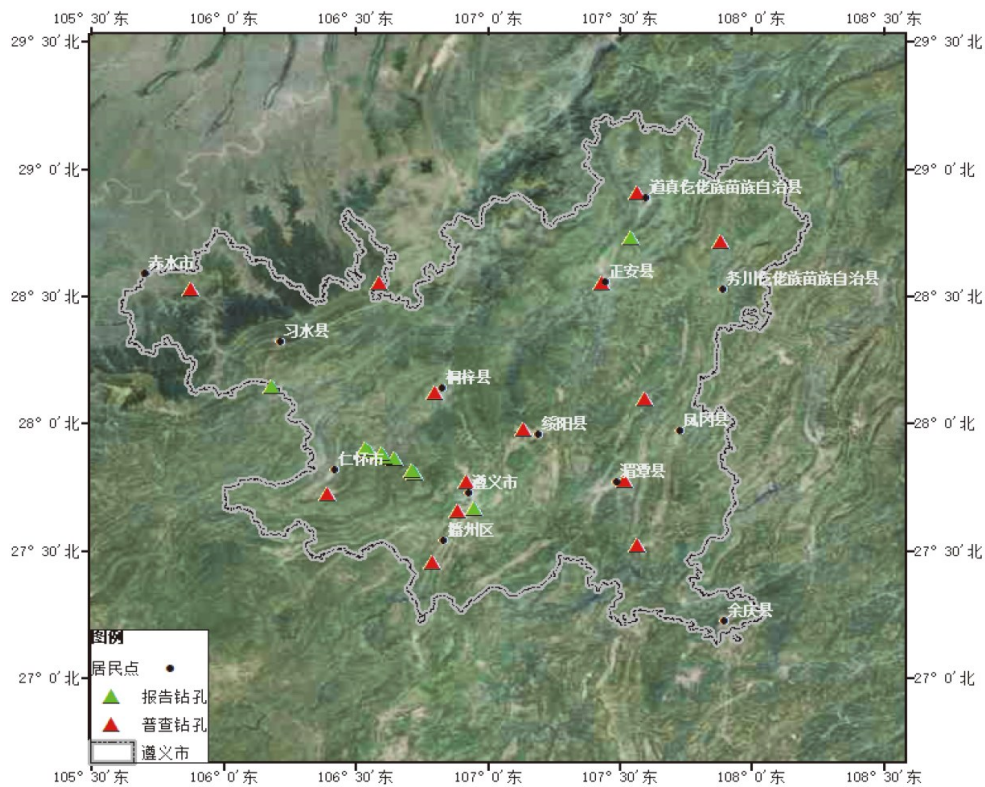 105° 30′东 106° 0′东 106° 30′东 107° 0′东 107° 30′东 108° 0′东 108° 30′东
29° 30′北 29° 30′北
29° 0′北 29° 0′北
道真仡佬族苗族自治县
赤水市
正安县
务川仡佬族苗族自治县
28° 30′北 28° 30′北
习水县
桐梓县
28° 0′北 28° 0′北
绥阳县
凤冈县
仁怀市
湄潭县
遵义市
播州区
27° 30′北 27° 30′北
余庆县
图例
居民点
27° 0′北 27° 0′北
报告钻孔
普查钻孔
遵义市
105° 30′东 106° 0′东 106° 30′东 107° 0′东 107° 30′东 108° 0′东 108° 30′东